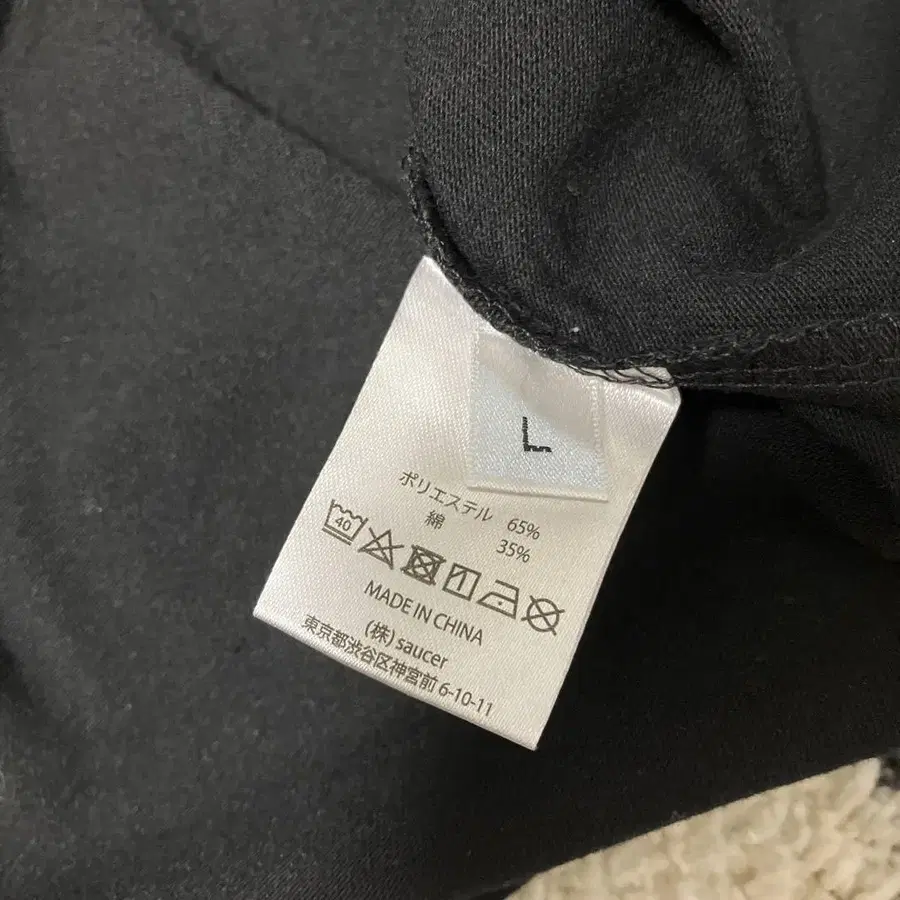 L
ポリエステル 65%
綿 35%
40
MADE IN CHINA
(株) saucer
東京都渋谷区神宮前 6-10-11